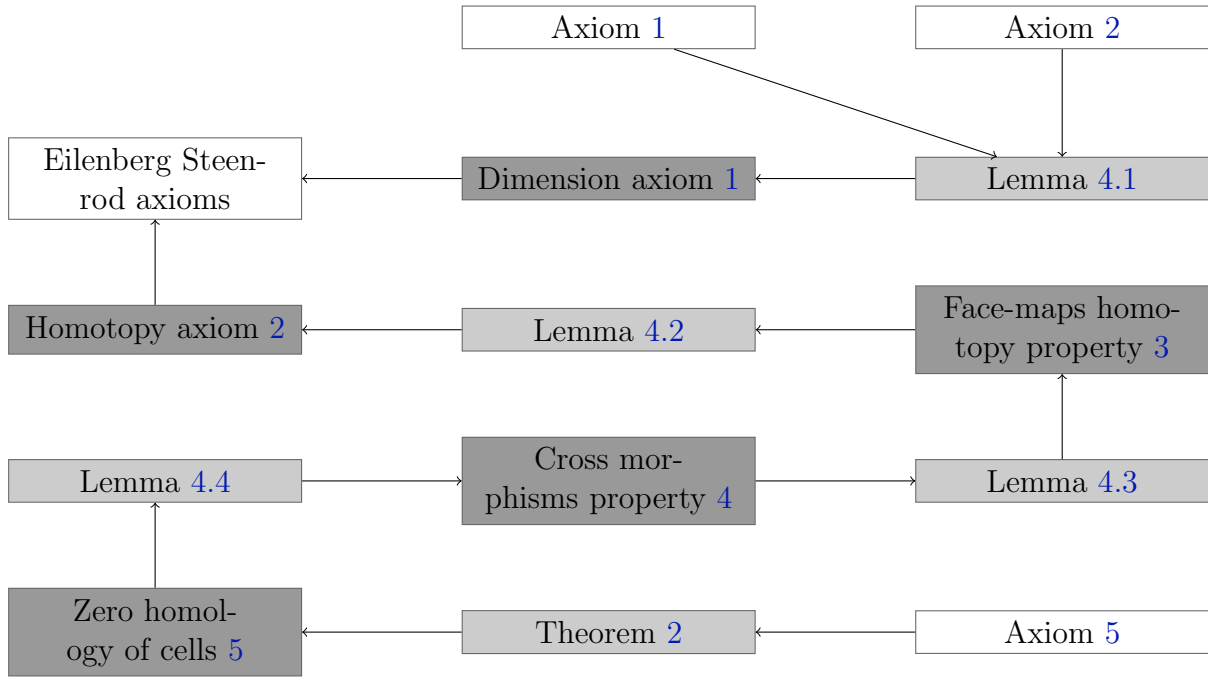 Axiom 1
Axiom 2
Eilenberg Steen-
rod axioms
Dimension axiom 1
Lemma 4.1
Homotopy axiom 2
Lemma 4.2
Face-maps homo-
topy property 3
Lemma 4.4
Cross mor-
phisms property 4
Lemma 4.3
Zero homol-
ogy of cells 5
Theorem 2
Axiom 5